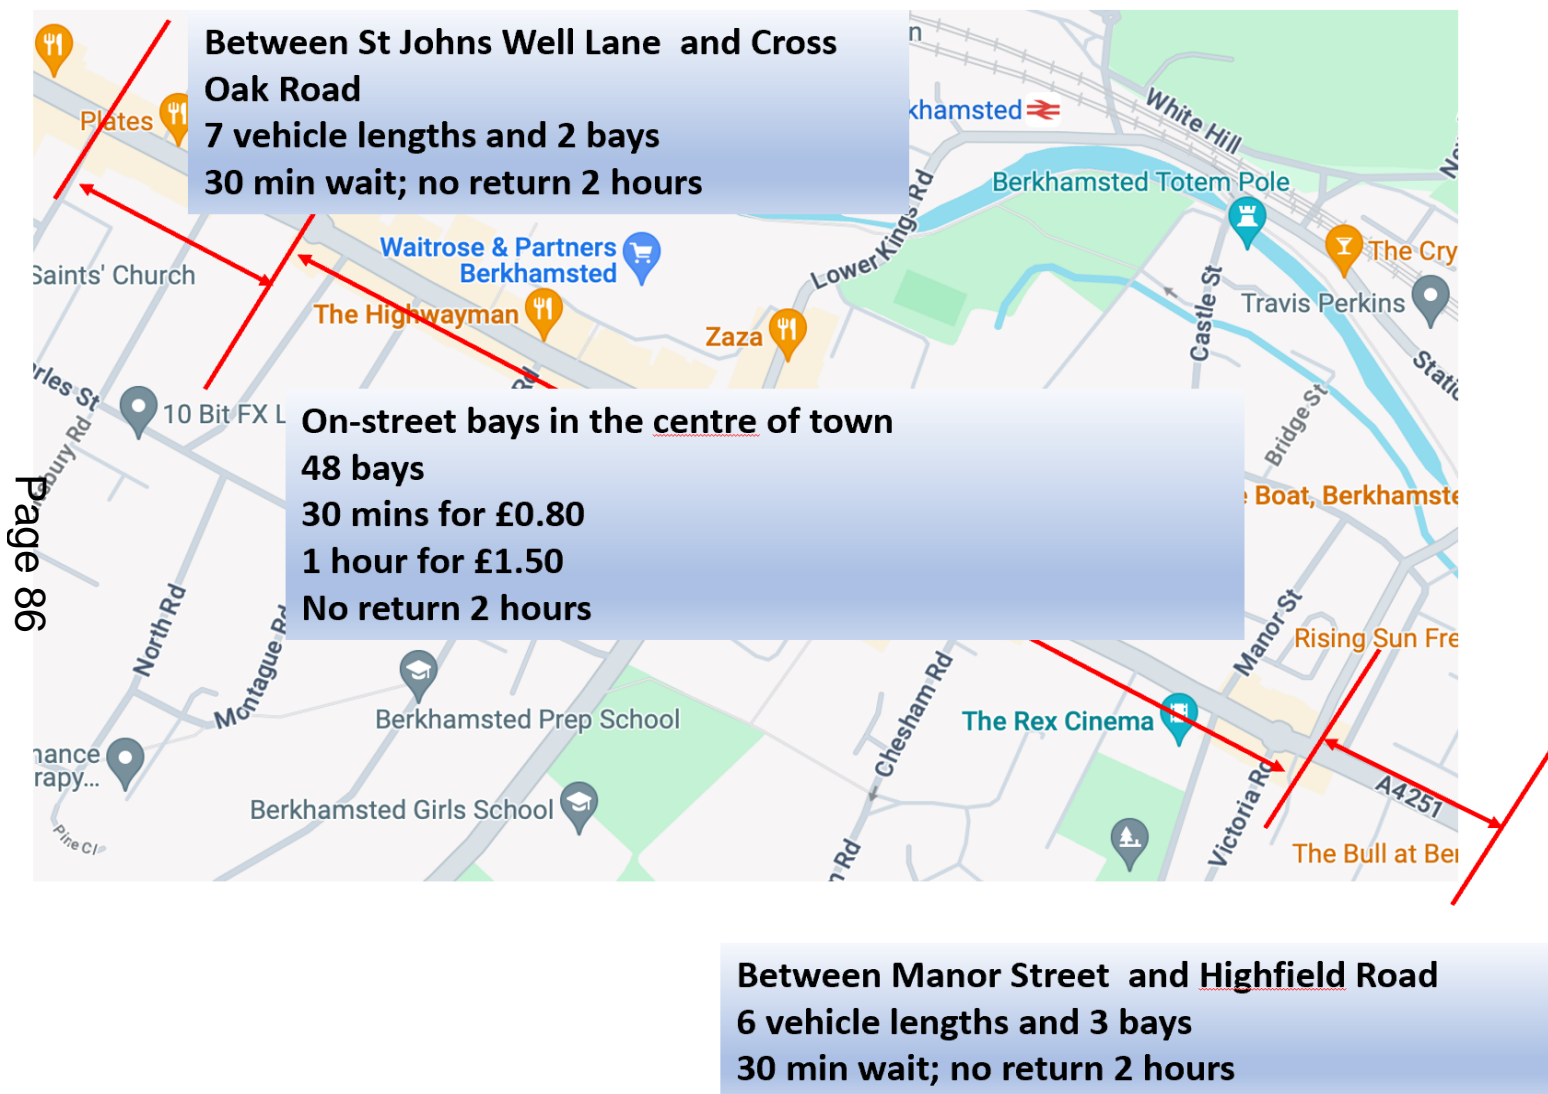 Between St Johns Well Lane  and Cross
Oak Road
7 vehicle lengths and 2 bays
30 min wait; no return 2 hours
Plates
khamsted
White Hill
Berkhamsted Totem Pole
Lower Kings Rd
Waitrose & Partners
Berkhamsted
The Highwayman
Zaza
Saints' Church
The Cry
Travis Perkins
Castle St
Bridge St
10 Bit FX L
On-street bays in the centre of town
48 bays
30 mins for £0.80
1 hour for £1.50
No return 2 hours
Boat, Berkhamste
Page 86
North Rd
Montague Rd
Manor St
Rising Sun Fre
Berkhamsted Prep School
The Rex Cinema
Chesham Rd
Berkhamsted Girls School
Victoria Rd
A4251
The Bull at Ber
Pine Cl
Between Manor Street  and Highfield Road
6 vehicle lengths and 3 bays
30 min wait; no return 2 hours